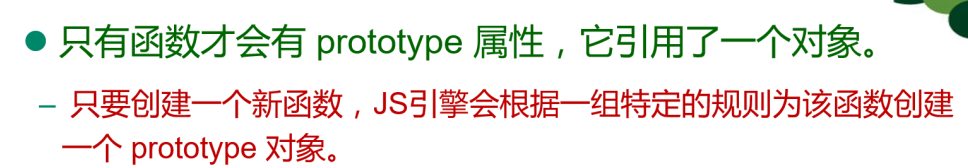 ● 只有函数才会有 prototype 属性，它引用了一个对象。
– 只要创建一个新函数，JS引擎会根据一组特定的规则为该函数创建
一个 prototype 对象。